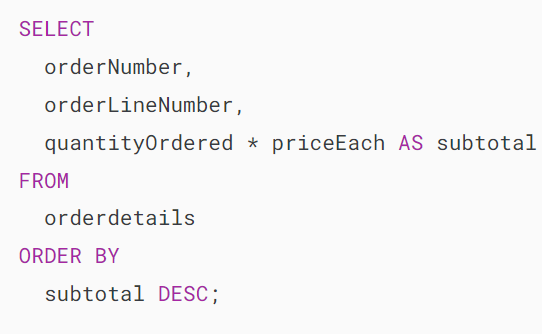 SELECT
orderNumber,
orderLineNumber,
quantityOrdered * priceEach AS subtotal
FROM
orderdetails
ORDER BY
subtotal DESC;